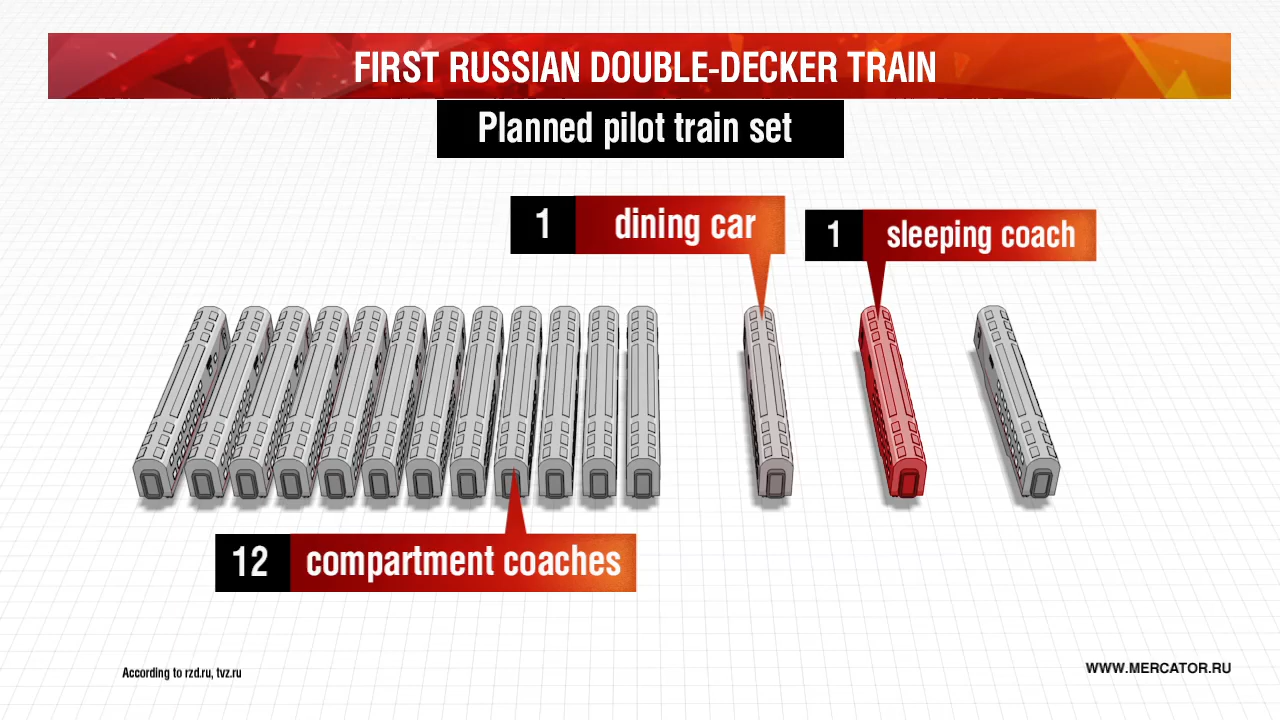 FIRST RUSSIAN DOUBLE-DECKER TRAIN
Planned pilot train set
1 dining car
1 sleeping coach
12 compartment coaches
According to rzd.ru, tvz.ru
WWW.MERCATOR.RU